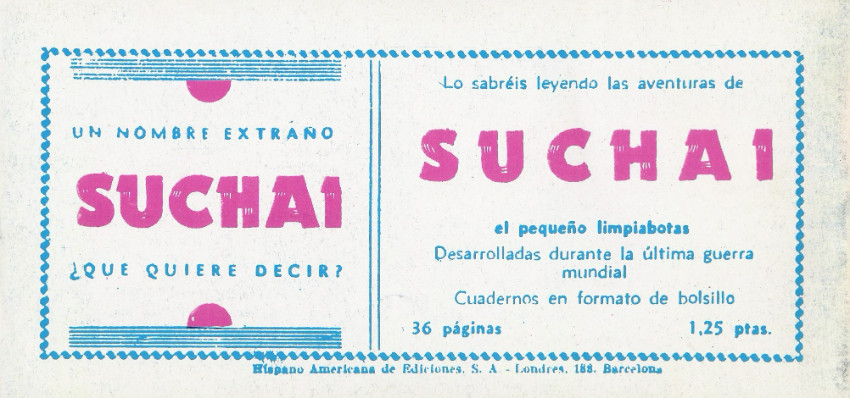 UN NOMBRE EXTRAÑO
SUCHAI
¿QUE QUIERE DECIR?
Lo sabréis leyendo las aventuras de
SUCHAI
el pequeño limpiabotas
Desarrolladas durante la última guerra
mundial
Cuadernos en formato de bolsillo
36 páginas 1,25 ptas.
Hispano Americana de Ediciones, S. A. - Londres, 188. Barcelona